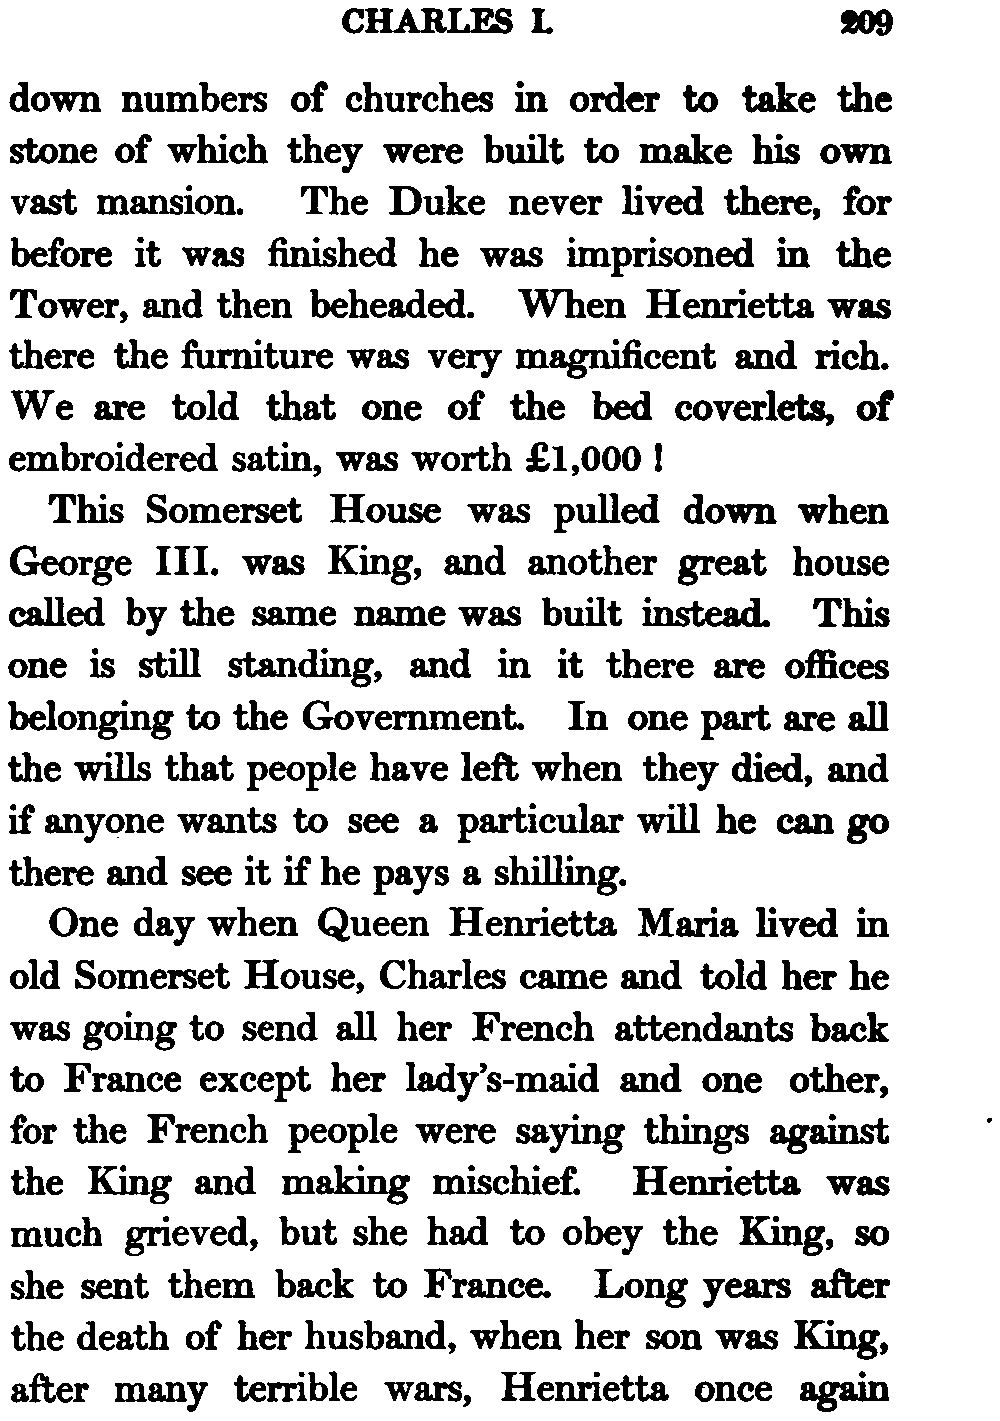 CHARLES I. 209
down numbers of churches in order to take the
stone of which they were built to make his own
vast mansion. The Duke never lived there, for
before it was finished he was imprisoned in the
Tower, and then beheaded. When Henrietta was
there the furniture was very magnificent and rich.
We are told that one of the bed coverlets, of
embroidered satin, was worth £1,000 !
This Somerset House was pulled down when
George III. was King, and another great house
called by the same name was built instead. This
one is still standing, and in it there are offices
belonging to the Government. In one part are all
the wills that people have left when they died, and
if anyone wants to see a particular will he can go
there and see it if he pays a shilling.
One day when Queen Henrietta Maria lived in
old Somerset House, Charles came and told her he
was going to send all her French attendants back
to France except her lady's-maid and one other,
for the French people were saying things against
the King and making mischief. Henrietta was
much grieved, but she had to obey the King, so
she sent them back to France. Long years after
the death of her husband, when her son was King,
after many terrible wars, Henrietta once again